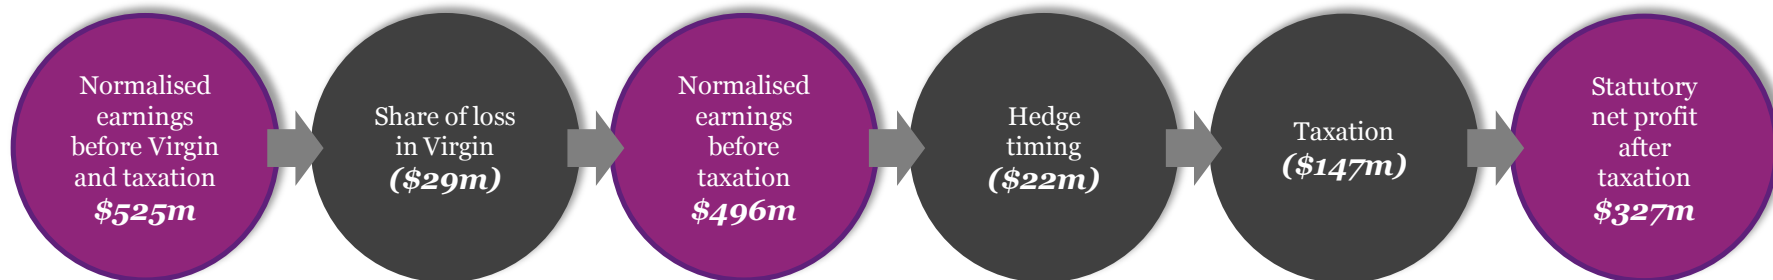 Normalised
earnings
before Virgin
and taxation
$525m
Share of loss
in Virgin
($29m)
Normalised
earnings
before
taxation
$496m
Hedge
timing
($22m)
Taxation
($147m)
Statutory
net profit
after
taxation
$327m